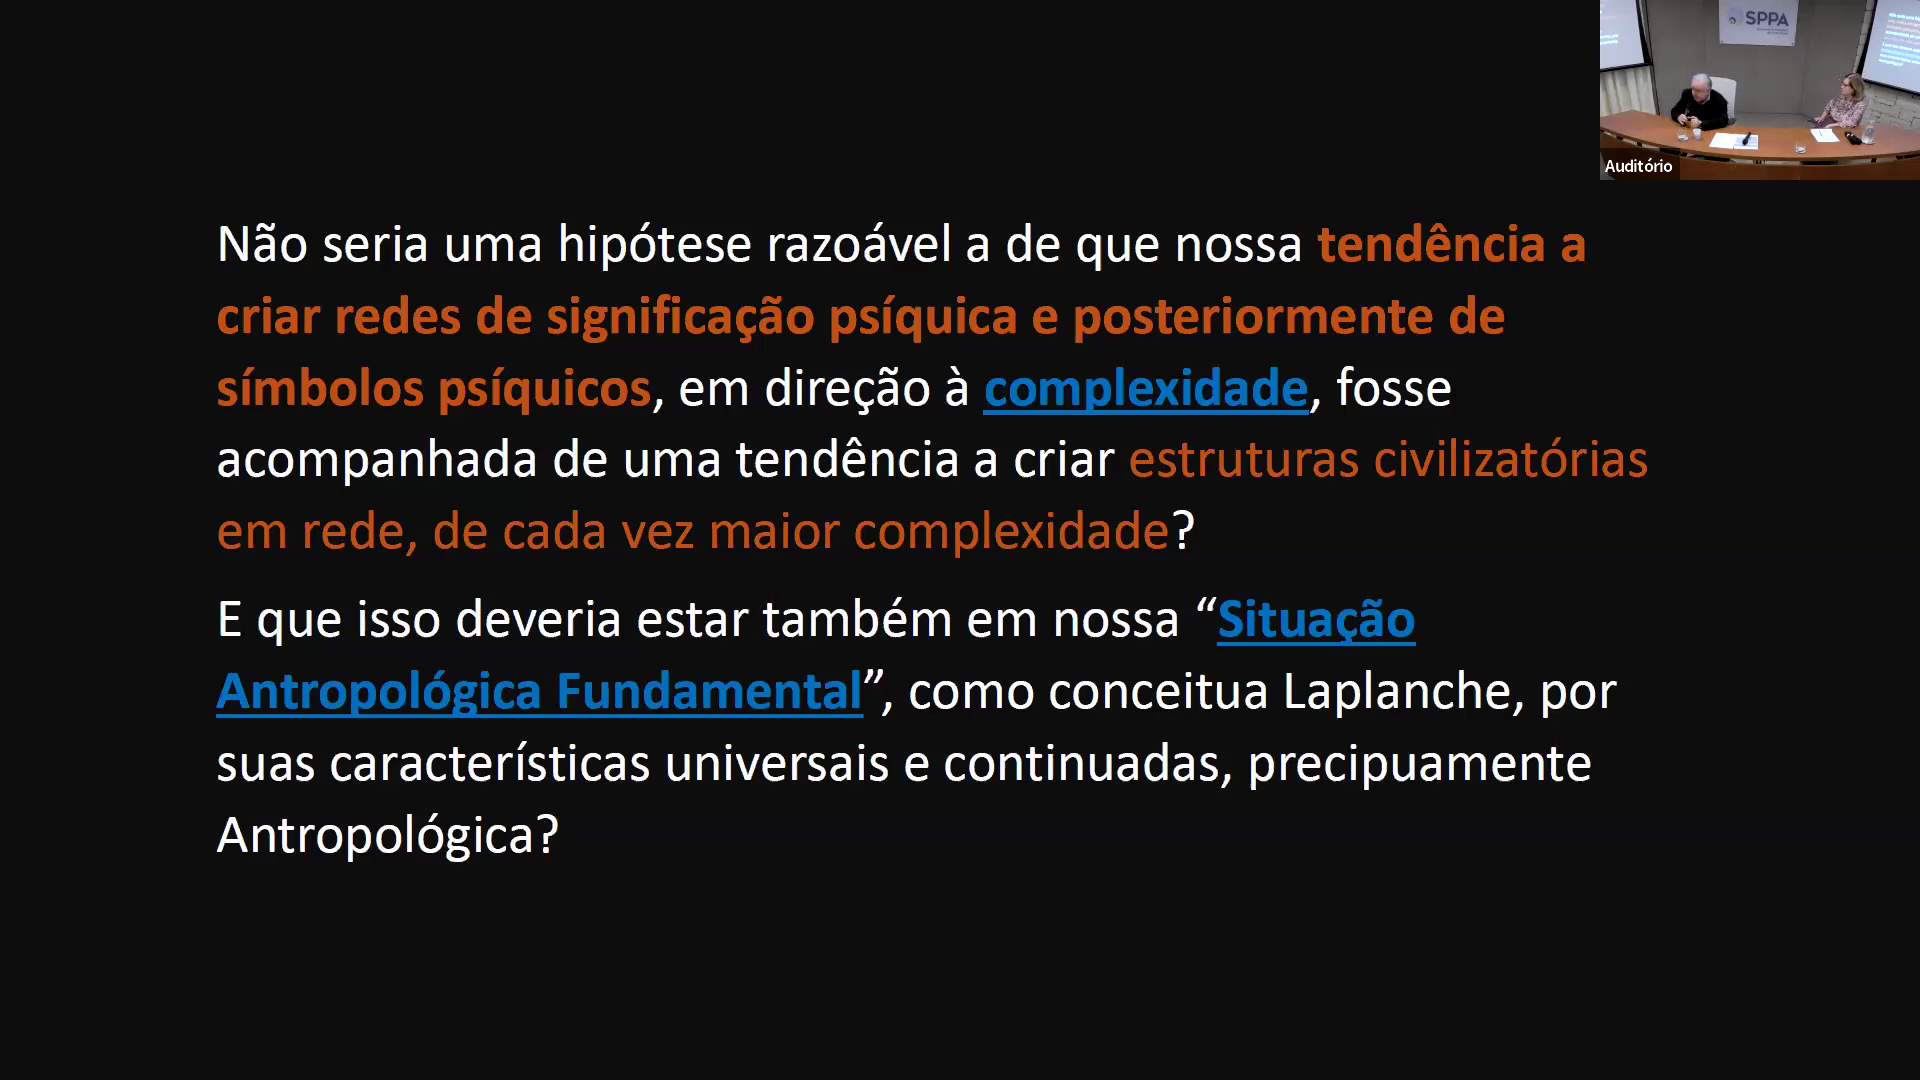 SPPA
Auditório
Não seria uma hipótese razoável a de que nossa tendência a
criar redes de significação psíquica e posteriormente de
símbolos psíquicos, em direção à complexidade, fosse
acompanhada de uma tendência a criar estruturas civilizatórias
em rede, de cada vez maior complexidade?
E que isso deveria estar também em nossa “Situação
Antropológica Fundamental”, como conceitua Laplanche, por
suas características universais e continuadas, precipuamente
Antropológica?